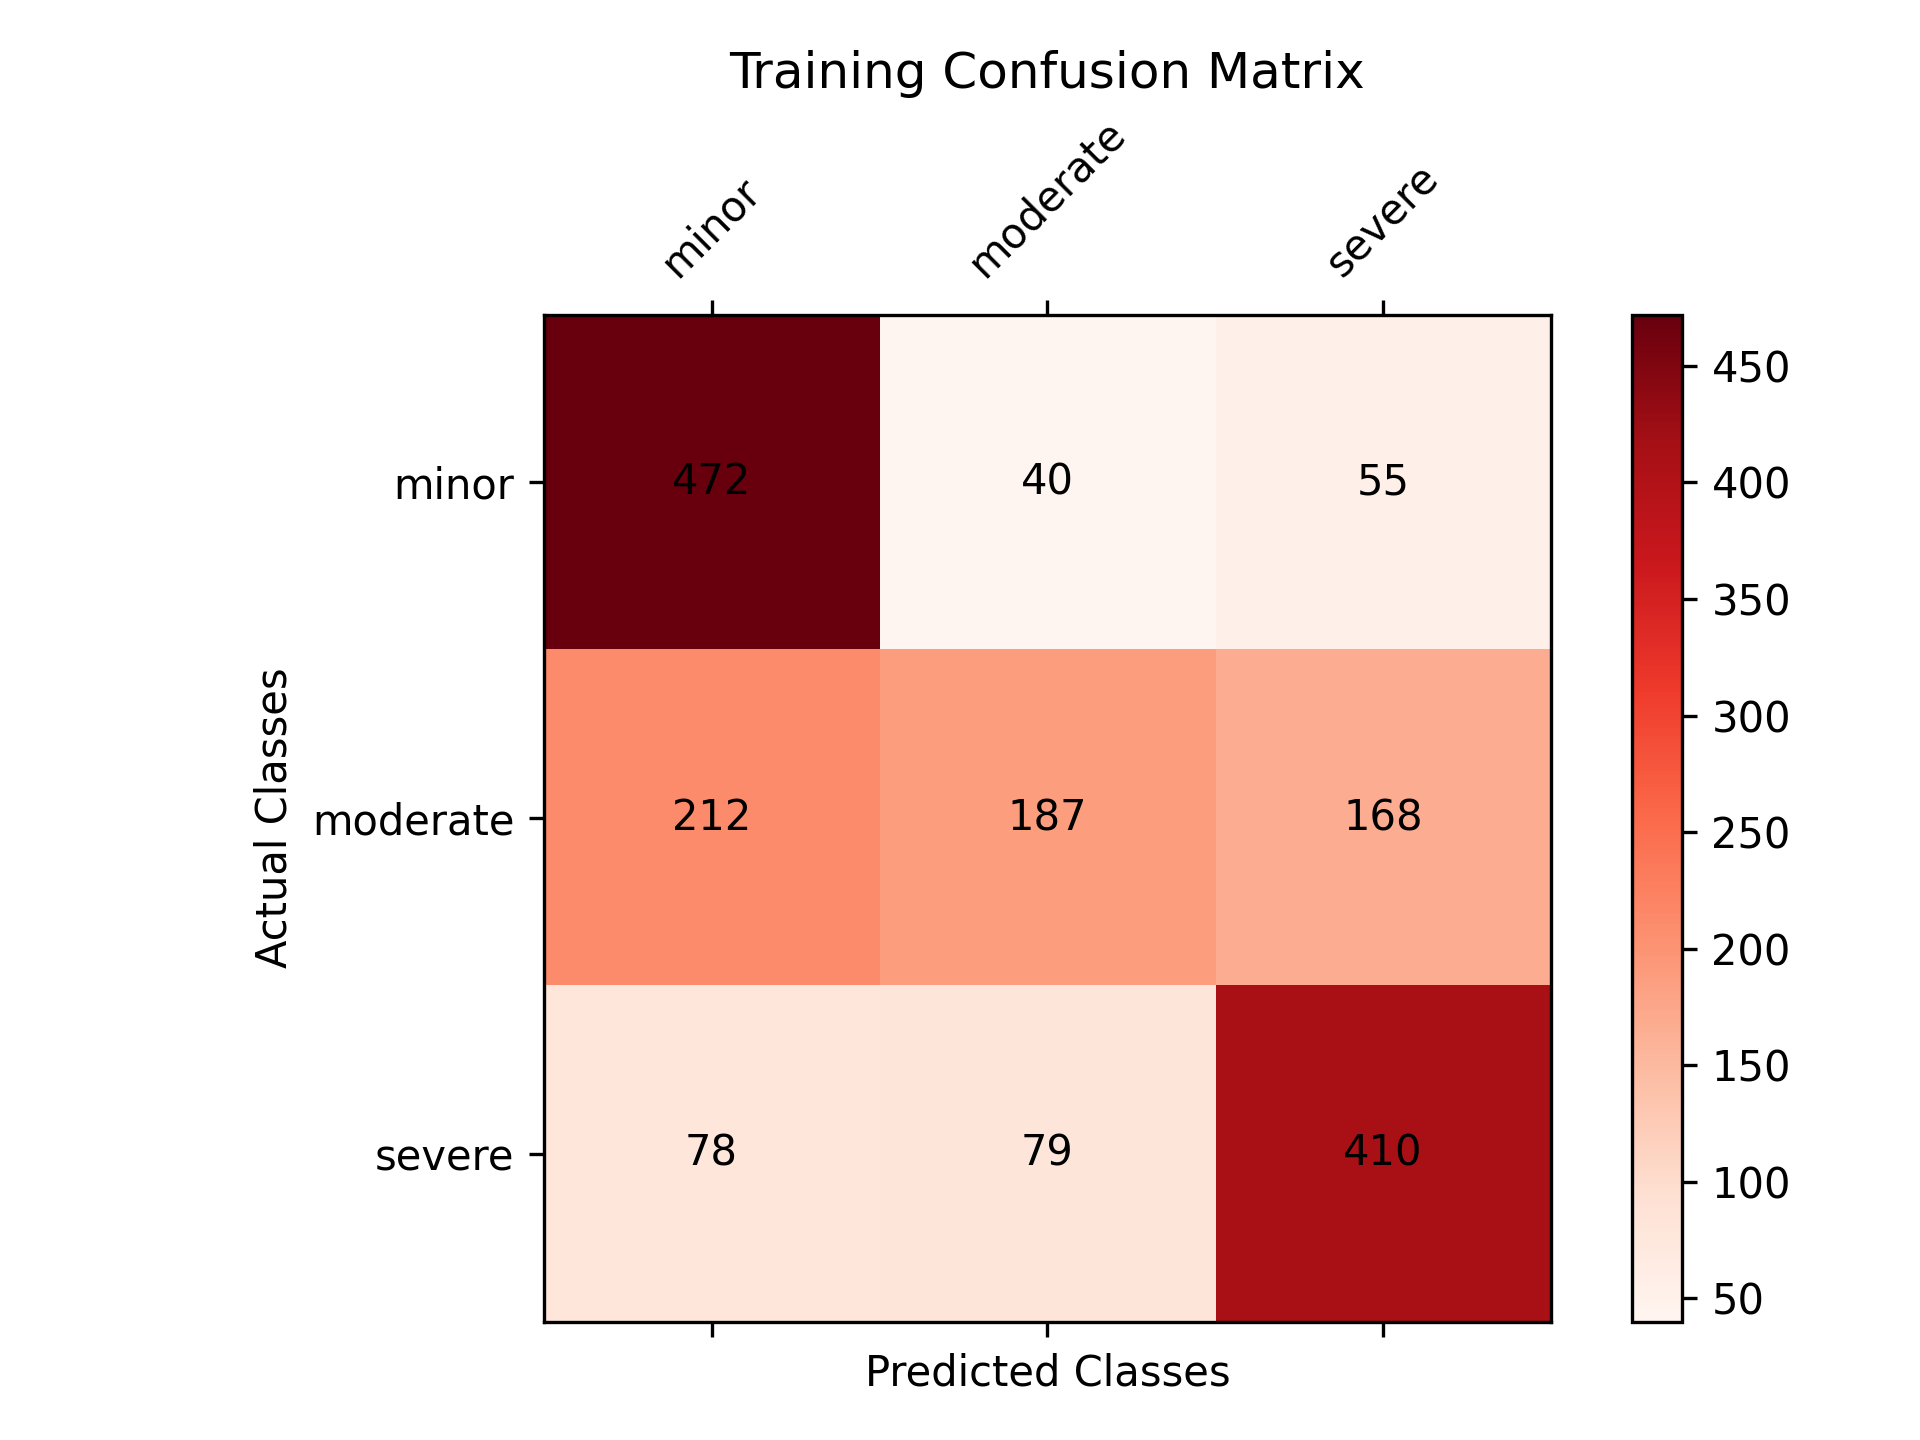 Training Confusion Matrix
minor
moderate
severe
minor
472
40
55
450
400
350
300
250
200
150
100
50
Actual Classes
moderate
212
187
168
severe
78
79
410
Predicted Classes